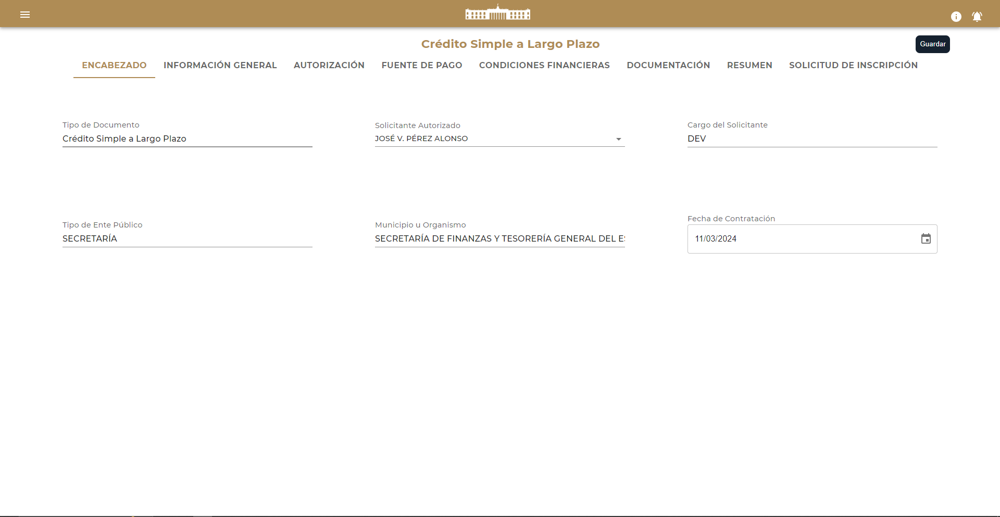 Crédito Simple a Largo Plazo
Guardar
ENCABEZADO INFORMACIÓN GENERAL AUTORIZACIÓN FUENTE DE PAGO CONDICIONES FINANCIERAS DOCUMENTACIÓN RESUMEN SOLICITUD DE INSCRIPCIÓN
Tipo de Documento
Crédito Simple a Largo Plazo
Solicitante Autorizado
JOSÉ V. PÉREZ ALONSO
Cargo del Solicitante
DEV
Tipo de Ente Público
SECRETARÍA
Municipio u Organismo
SECRETARÍA DE FINANZAS Y TESORERÍA GENERAL DEL
Fecha de Contratación
11/03/2024